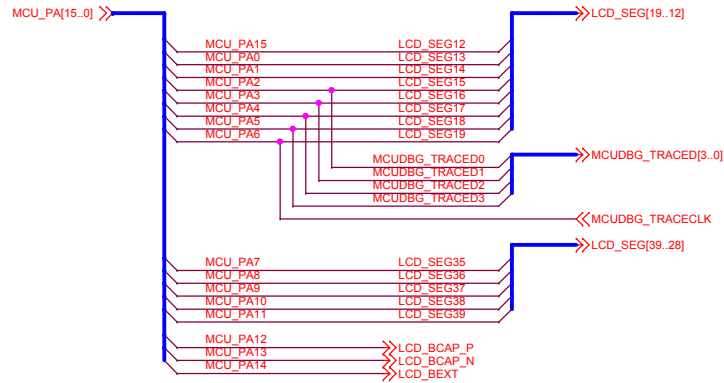 MCU_PA[15..0] LCD_SEG[19..12]
MCU_PA15 LCD_SEG12
MCU_PA0 LCD_SEG13
MCU_PA1 LCD_SEG14
MCU_PA2 LCD_SEG15
MCU_PA3 LCD_SEG16
MCU_PA4 LCD_SEG17
MCU_PA5 LCD_SEG18
MCU_PA6 LCD_SEG19
MCUDBG_TRACED0 MCUDBG_TRACED[3..0]
MCUDBG_TRACED1
MCUDBG_TRACED2
MCUDBG_TRACED3
MCUDBG_TRACECLK
LCD_SEG[39..28]
MCU_PA7 LCD_SEG35
MCU_PA8 LCD_SEG36
MCU_PA9 LCD_SEG37
MCU_PA10 LCD_SEG38
MCU_PA11 LCD_SEG39
MCU_PA12 LCD_BCAP_P
MCU_PA13 LCD_BCAP_N
MCU_PA14 LCD_BEXT